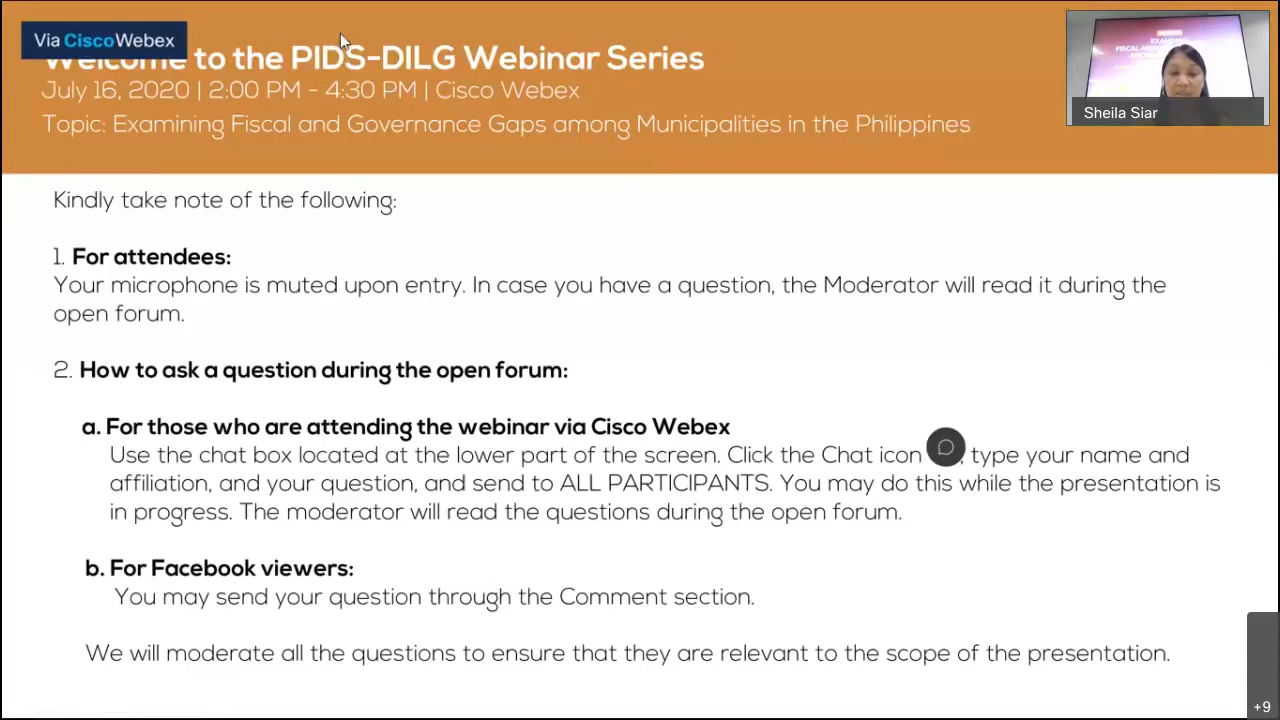 Via CiscoWebex
Welcome to the PIDS-DILG Webinar Series
July 16, 2020 | 2:00 PM - 4:30 PM | Cisco Webex
Topic: Examining Fiscal and Governance Gaps among Municipalities in the Philippines
Sheila Siar
Kindly take note of the following:
1. For attendees:
Your microphone is muted upon entry. In case you have a question, the Moderator will read it during the
open forum.
2. How to ask a question during the open forum:
a. For those who are attending the webinar via Cisco Webex
Use the chat box located at the lower part of the screen. Click the Chat icon , type your name and
affiliation, and your question, and send to ALL PARTICIPANTS. You may do this while the presentation is
in progress. The moderator will read the questions during the open forum.
b. For Facebook viewers:
You may send your question through the Comment section.
We will moderate all the questions to ensure that they are relevant to the scope of the presentation.
+9